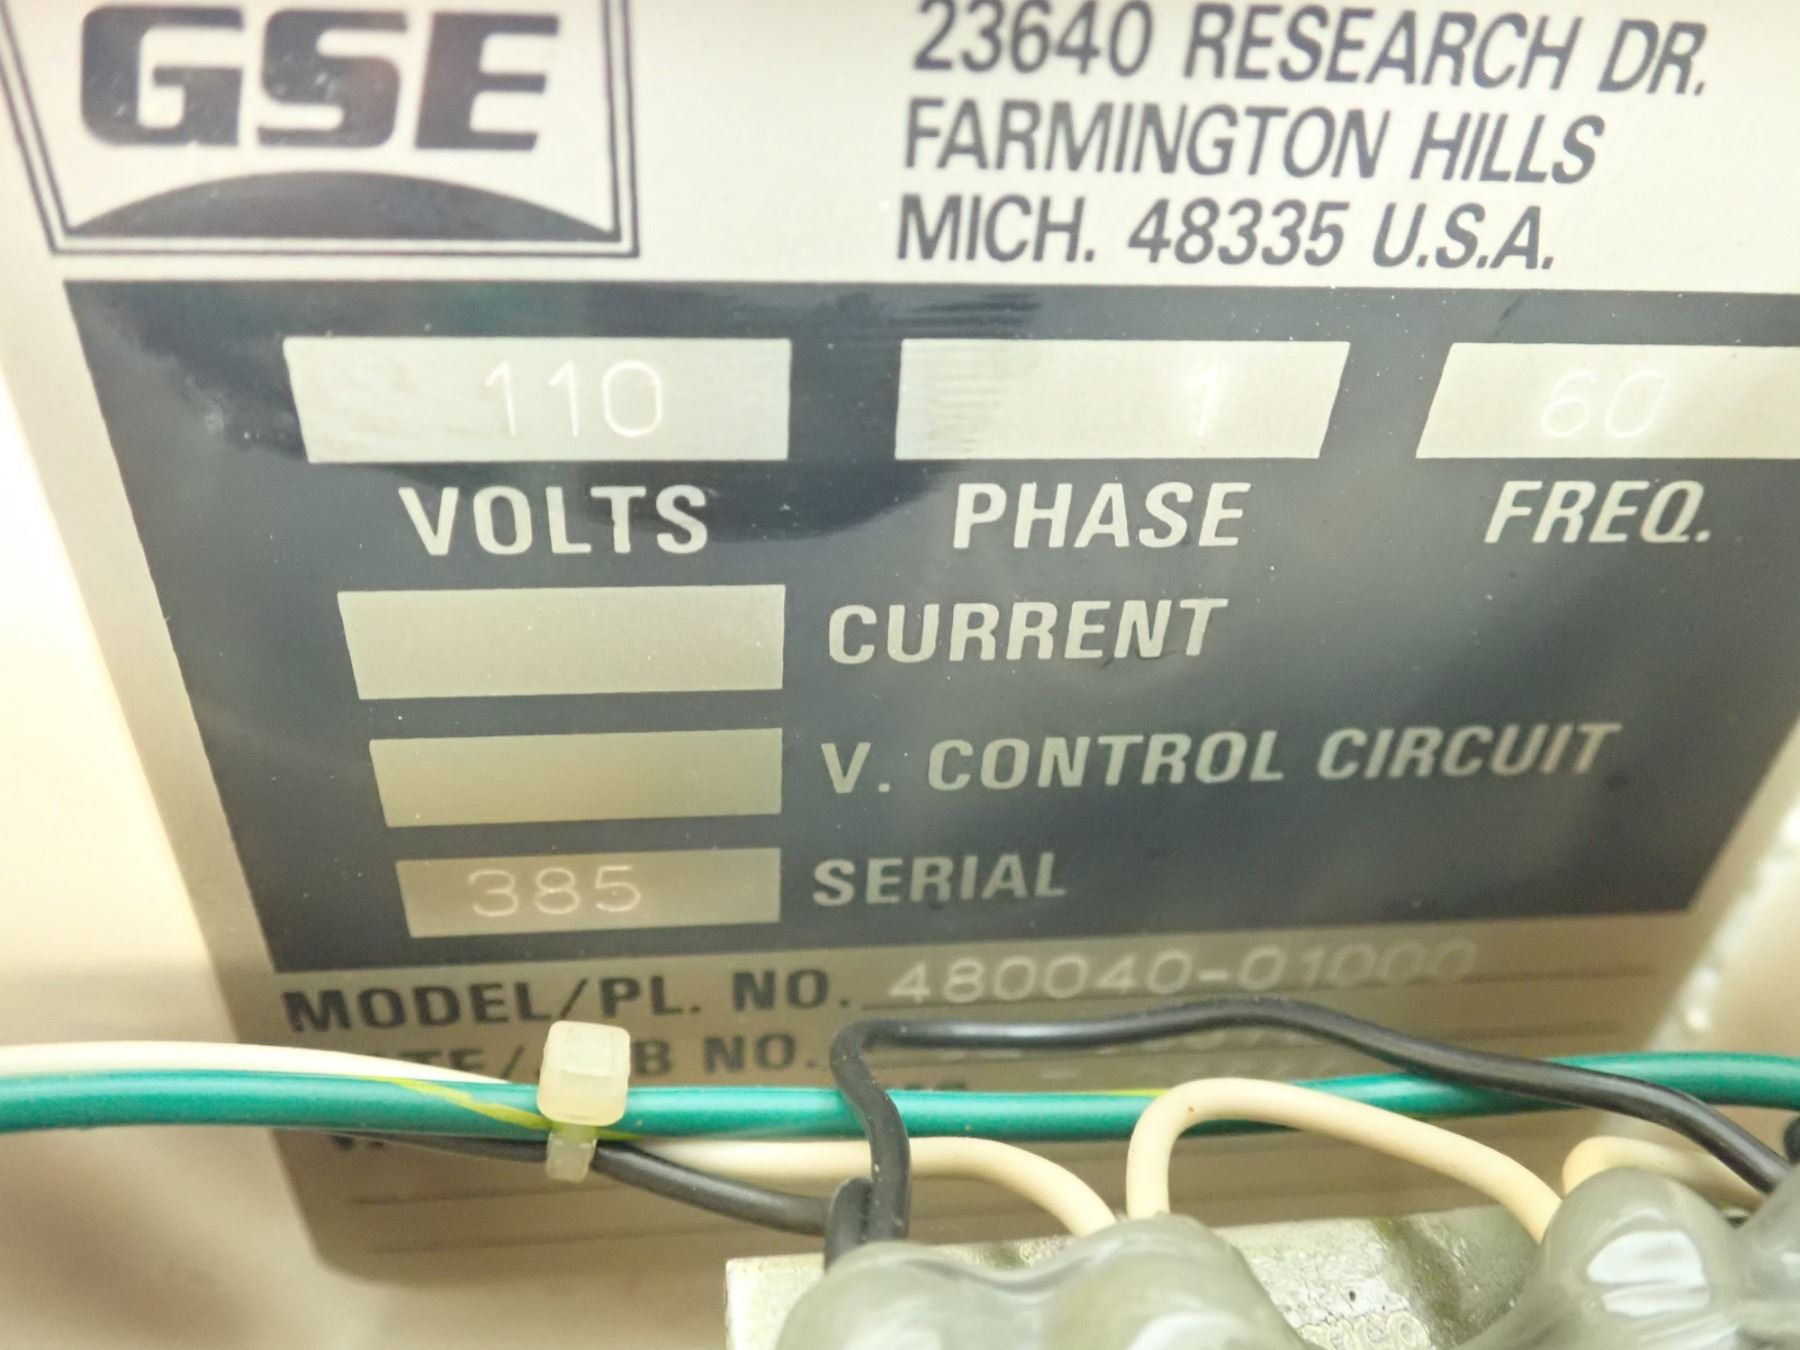 GSE
23640 RESEARCH DR.
FARMINGTON HILLS
MICH. 48335 U.S.A.
110 1 60
VOLTS PHASE FREQ.
CURRENT
V. CONTROL CIRCUIT
385 SERIAL
MODEL/PL. NO. 480040-01000
NO.